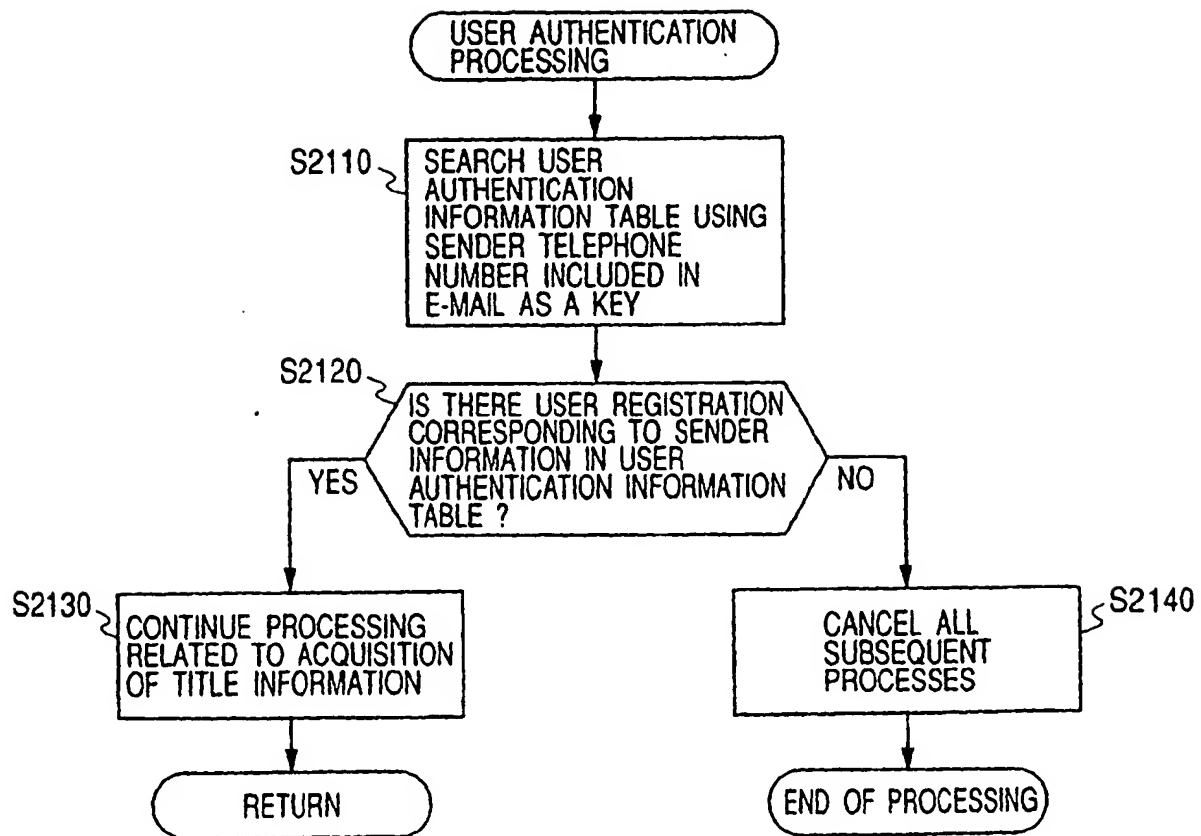 USER AUTHENTICATION
PROCESSING
S2110
SEARCH USER
AUTHENTICATION
INFORMATION TABLE USING
SENDER TELEPHONE
NUMBER INCLUDED IN
E-MAIL AS A KEY
S2120
IS THERE USER REGISTRATION
CORRESPONDING TO SENDER
INFORMATION IN USER
AUTHENTICATION INFORMATION
TABLE ?
YES
NO
S2130
CONTINUE PROCESSING
RELATED TO ACQUISITION
OF TITLE INFORMATION
S2140
CANCEL ALL
SUBSEQUENT
PROCESSES
RETURN
END OF PROCESSING